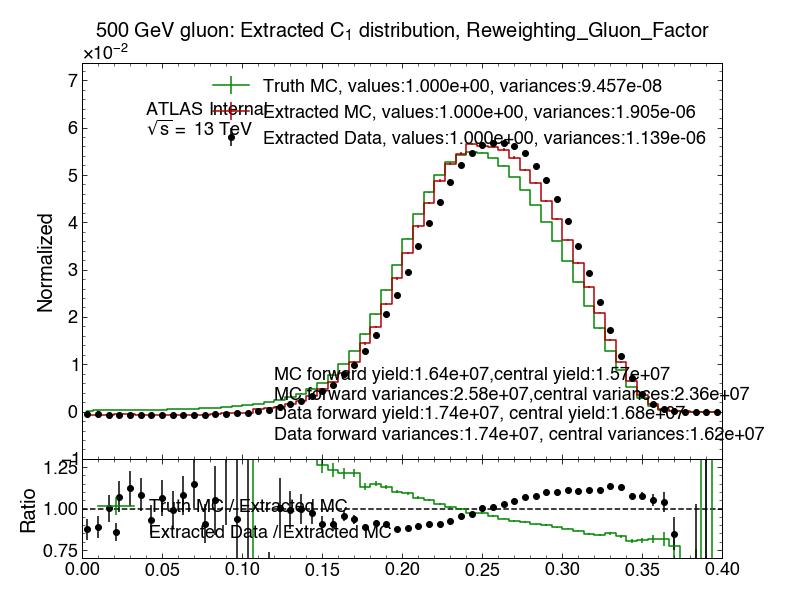 500 GeV gluon: Extracted C₁ distribution, Reweighting_Gluon_Factor
×10⁻²
Truth MC, values:1.000e+00, variances:9.457e-08
ATLAS Internal
Extracted MC, values:1.000e+00, variances:1.905e-06
√s = 13 TeV
Extracted Data, values:1.000e+00, variances:1.139e-06
7
6
5
4
3
2
1
0
-1
Normalized
MC forward yield:1.64e+07,central yield:1.57e+07
MC forward variances:2.58e+07,central variances:2.36e+07
Data forward yield:1.74e+07, central yield:1.68e+07
Data forward variances:1.74e+07, central variances:1.62e+07
1.25
1.00
0.75
Ratio
Truth MC / Extracted MC
Extracted Data / Extracted MC
0.00 0.05 0.10 0.15 0.20 0.25 0.30 0.35 0.40